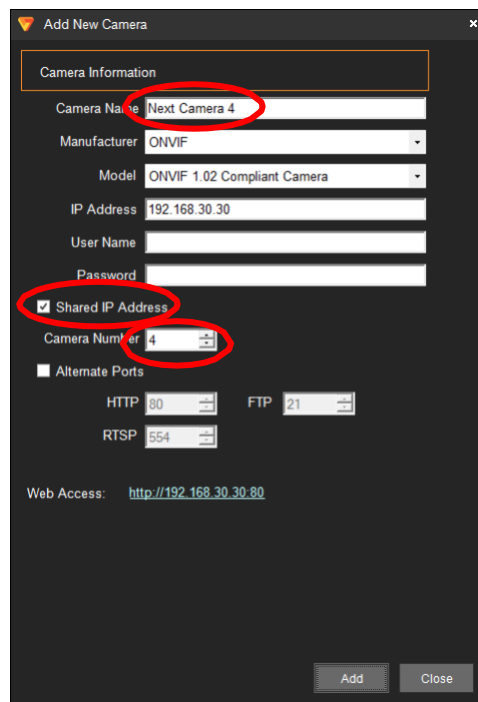 Add New Camera ×
Camera Information
Camera Name Next Camera 4
Manufacturer ONVIF
Model ONVIF 1.02 Compliant Camera
IP Address 192.168.30.30
User Name
Password
Shared IP Address
Camera Number 4
Alternate Ports
HTTP 80 FTP 21
RTSP 554
Web Access: http://192.168.30.30:80
Add Close